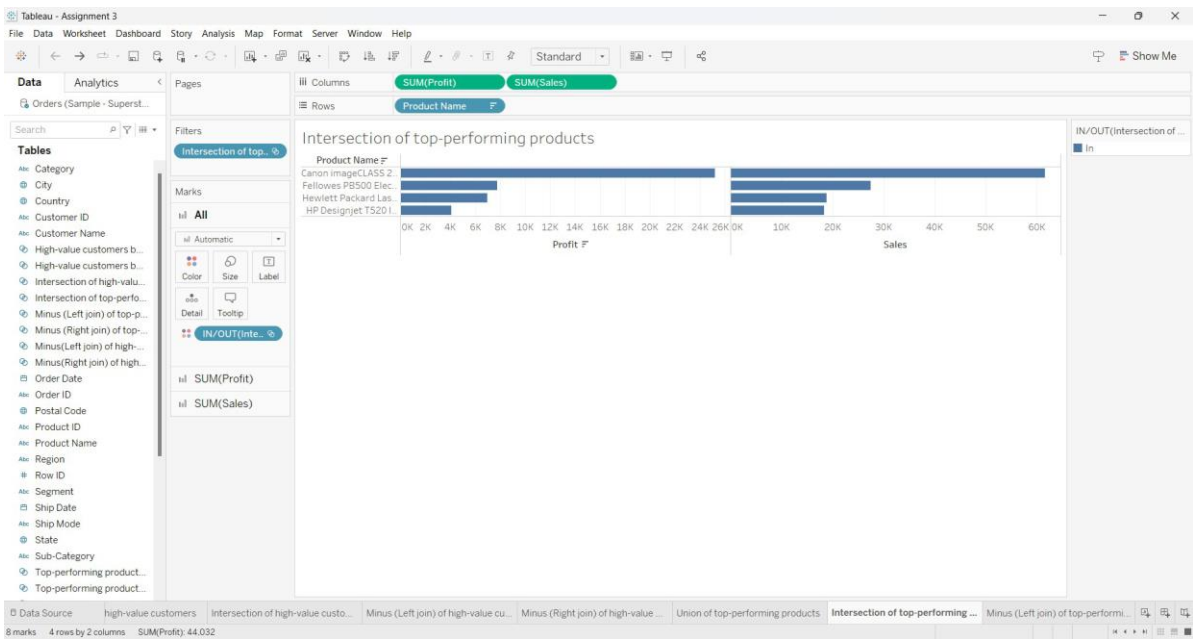 Tableau - Assignment 3
File Data Worksheet Dashboard Story Analysis Map Format Server Window Help
Standard
Show Me
Data Analytics
Orders (Sample - Superst...
Search
Tables
Abc Category
City
Country
Abc Customer ID
Abc Customer Name
High-value customers b...
High-value customers b...
Intersection of high-valu...
Intersection of top-perfo...
Minus (Left join) of top-p...
Minus (Right join) of top-...
Minus(Left join) of high-...
Minus(Right join) of high...
Order Date
Abc Order ID
Postal Code
Abc Product ID
Abc Product Name
Abc Region
# Row ID
Abc Segment
Ship Date
Abc Ship Mode
State
Abc Sub-Category
Top-performing product...
Top-performing product...
Pages
Filters
Intersection of top..
Marks
All
Automatic
Color Size Label
Detail Tooltip
IN/OUT(Inte..
SUM(Profit)
SUM(Sales)
Columns SUM(Profit) SUM(Sales)
Rows Product Name
Intersection of top-performing products
Product Name
Canon imageCLASS 2..
Fellowes PB500 Elec..
Hewlett Packard Las..
HP Designjet T520 I..
0K 2K 4K 6K 8K 10K 12K 14K 16K 18K 20K 22K 24K 26K 0K 10K 20K 30K 40K 50K 60K
Profit Sales
IN/OUT(Intersection of ...
In
Data Source high-value customers Intersection of high-value custo... Minus (Left join) of high-value cu... Minus (Right join) of high-value ... Union of top-performing products Intersection of top-performing ... Minus (Left join) of top-performi...
8 marks 4 rows by 2 columns SUM(Profit): 44,032